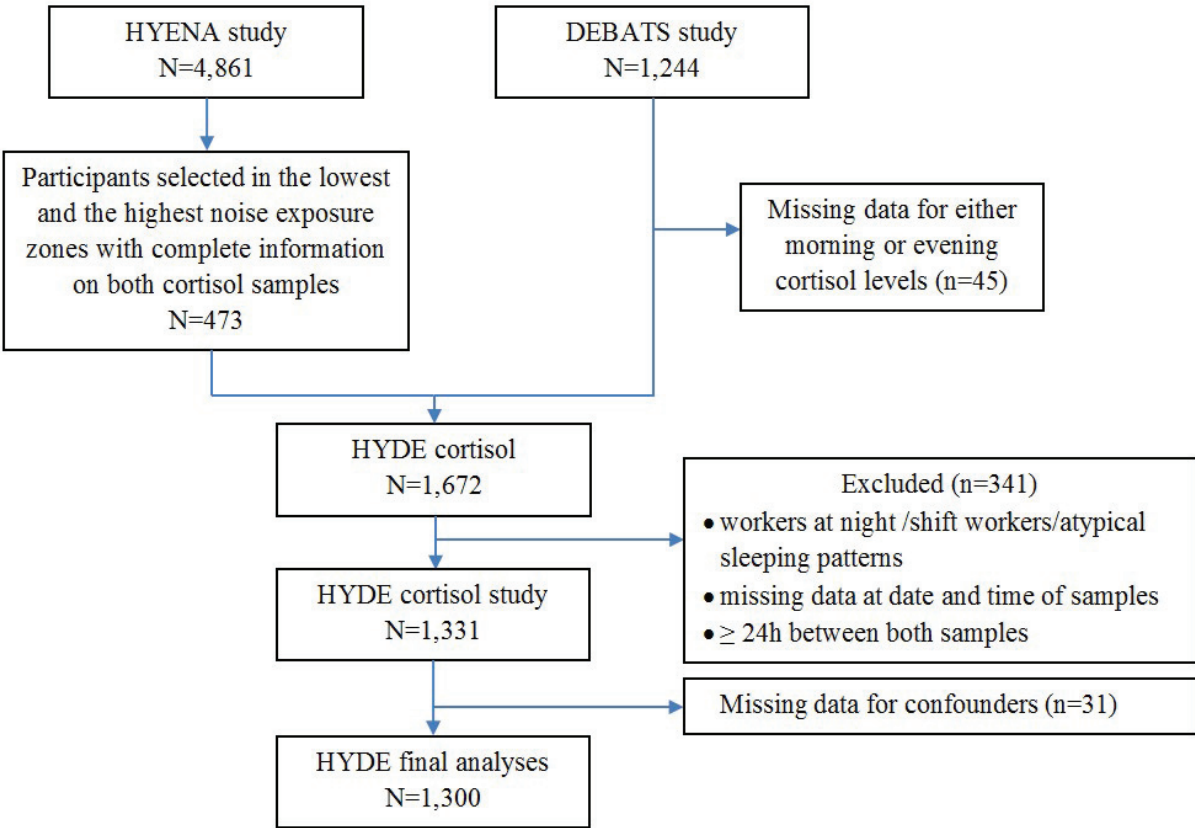 HYENA study
N=4,861
DEBATS study
N=1,244
Participants selected in the lowest
and the highest noise exposure
zones with complete information
on both cortisol samples
N=473
Missing data for either
morning or evening
cortisol levels (n=45)
HYDE cortisol
N=1,672
Excluded (n=341)
• workers at night /shift workers/atypical
sleeping patterns
• missing data at date and time of samples
• ≥ 24h between both samples
HYDE cortisol study
N=1,331
Missing data for confounders (n=31)
HYDE final analyses
N=1,300